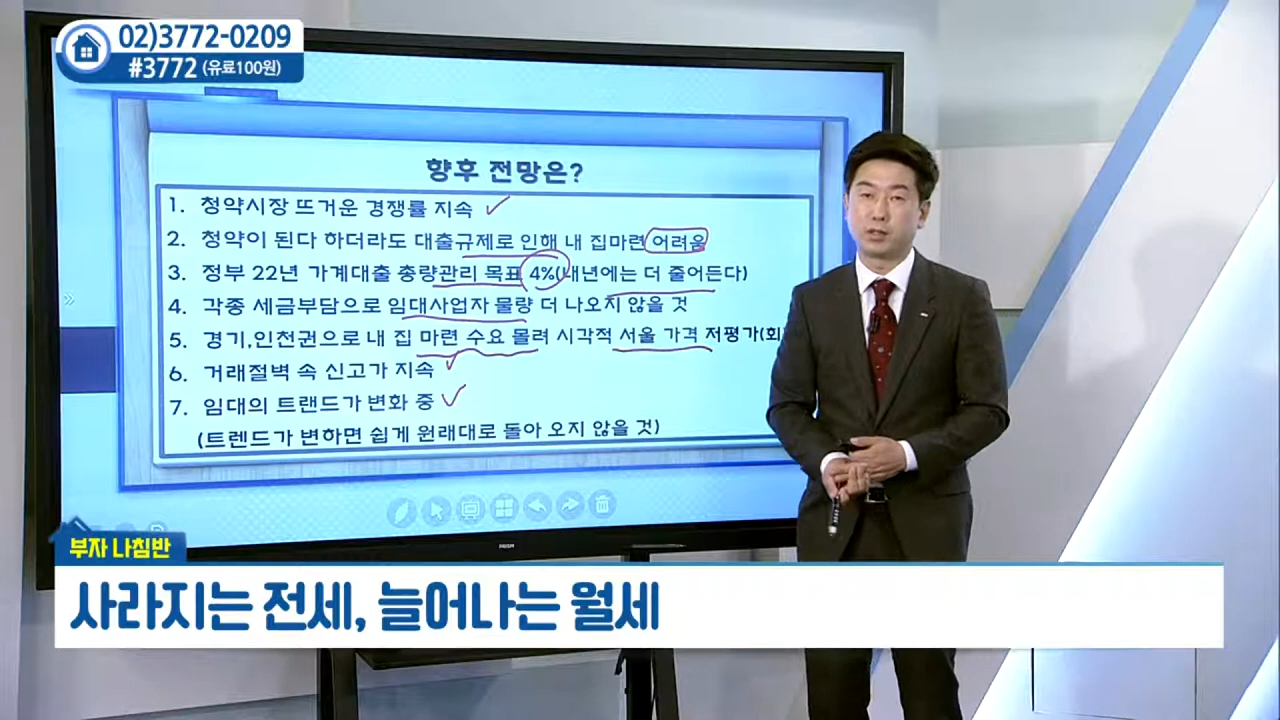 02)3772-0209
#3772 (유료100원)
향후 전망은?
1. 청약시장 뜨거운 경쟁률 지속
2. 청약이 된다 하더라도 대출규제로 인해 내 집마련 어려움
3. 정부 22년 가계대출 총량관리 목표 4%(내년에는 더 줄어든다)
4. 각종 세금부담으로 임대사업자 물량 더 나오지 않을 것
5. 경기,인천권으로 내 집 마련 수요 몰려 시각적 서울 가격 저평가(회
6. 거래절벽 속 신고가 지속
7. 임대의 트랜드가 변화 중
(트렌드가 변하면 쉽게 원래대로 돌아 오지 않을 것)
부자 나침반
사라지는 전세, 늘어나는 월세